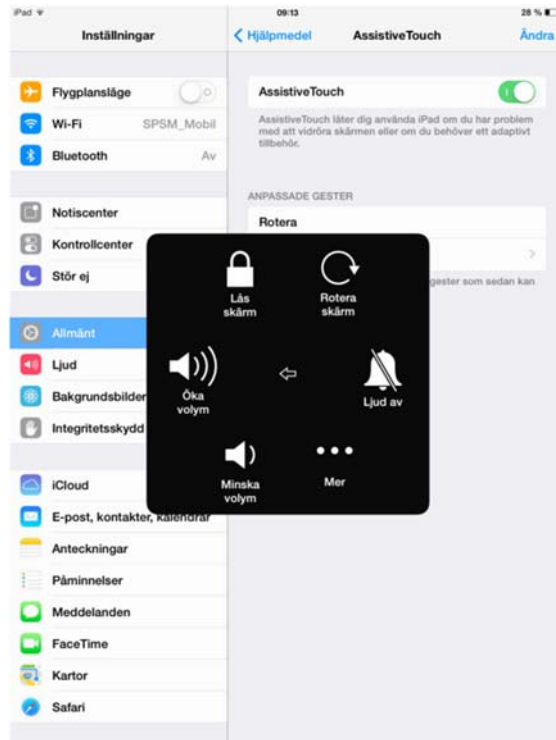 iPad
09:13
28 %
Inställningar
Hjälpmedel
AssistiveTouch
Ändra
Flygplansläge
Wi-Fi SPSM_Mobil
Bluetooth Av
Notiscenter
Kontrollcenter
Stör ej
Allmänt
Ljud
Bakgrundsbilder
Integritetsskydd
iCloud
E-post, kontakter, kalendrar
Anteckningar
Påminnelser
Meddelanden
FaceTime
Kartor
Safari
AssistiveTouch
AssistiveTouch låter dig använda iPad om du har problem
med att vidröra skärmen eller om du behöver ett adaptivt
tillbehör.
ANPASSADE GESTER
Rotera
gester som sedan kan
Lås
skärm
Rotera
skärm
Öka
volym
Ljud av
Minska
volym
Mer